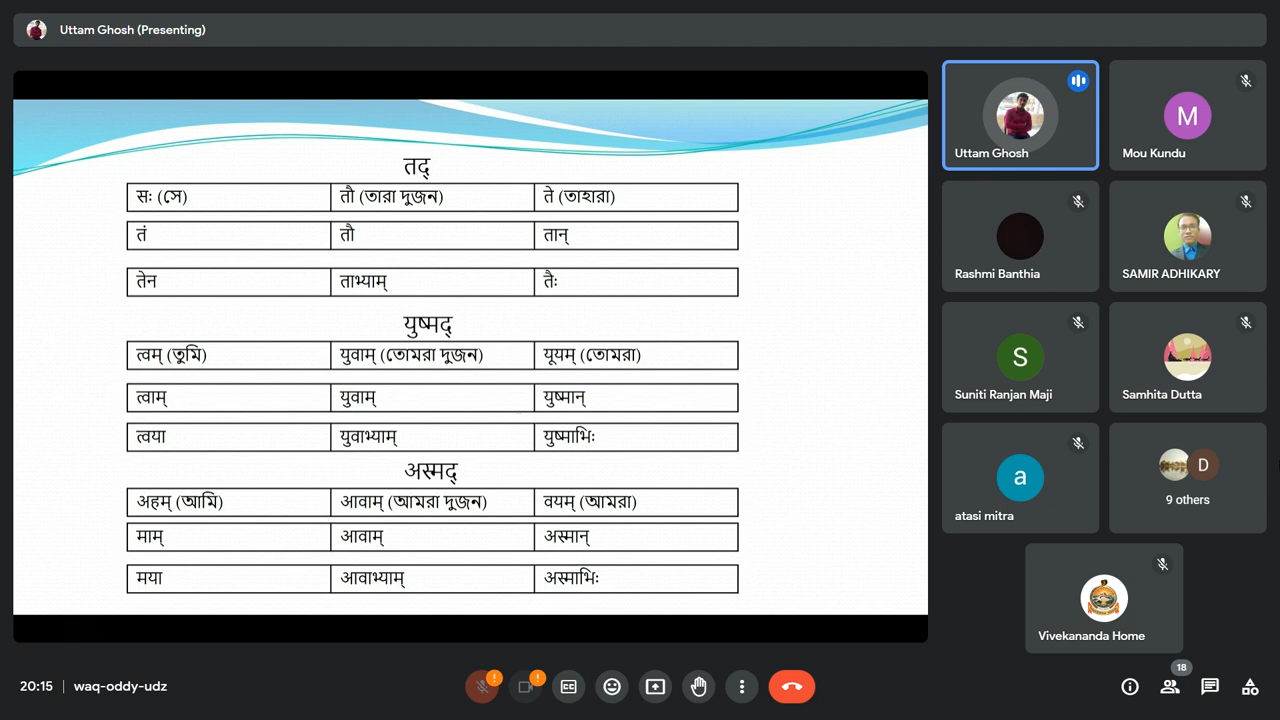 Uttam Ghosh (Presenting)
तद्
सः (সে) तौ (তারা দুজন) ते (তাহারা)
तं तौ तान्
तेन ताभ्याम् तैः
युष्मद्
त्वम् (তুমি) युवाम् (তোমরা দুজন) यूयम् (তোমরা)
त्वाम् युवाम् युष्मान्
त्वया युवाभ्याम् युष्माभिः
अस्मद्
अहम् (আমি) आवाम् (আমরা দুজন) वयम् (আমরা)
माम् आवाम् अस्मान्
मया आवाभ्याम् अस्माभिः
Uttam Ghosh
M
Mou Kundu
Rashmi Banthia
SAMIR ADHIKARY
S
Suniti Ranjan Maji
Samhita Dutta
a
atasi mitra
D
9 others
Vivekananda Home
20:15 | waq-oddy-udz
18